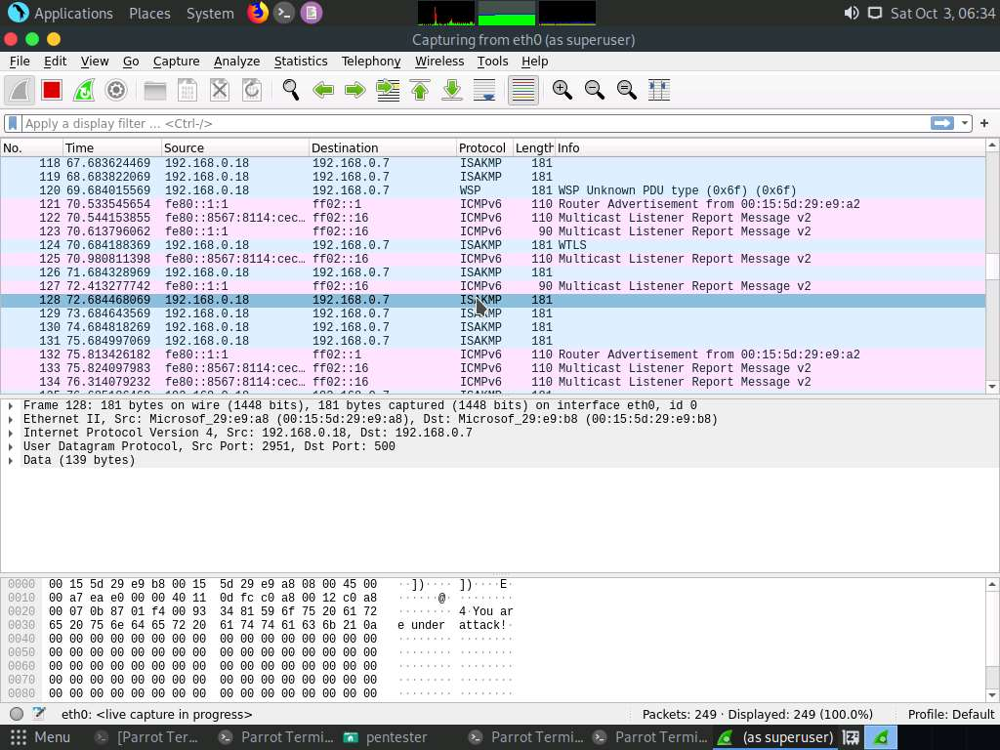 Applications Places System Sat Oct 3, 06:34
Capturing from eth0 (as superuser)
File Edit View Go Capture Analyze Statistics Telephony Wireless Tools Help
Apply a display filter ... <Ctrl-/> +
No. Time Source Destination Protocol Length Info
118 67.683624469 192.168.0.18 192.168.0.7 ISAKMP 181
119 68.683822069 192.168.0.18 192.168.0.7 ISAKMP 181
120 69.684015569 192.168.0.18 192.168.0.7 WSP 181 WSP Unknown PDU type (0x6f) (0x6f)
121 70.533545654 fe80::1:1 ff02::1 ICMPv6 110 Router Advertisement from 00:15:5d:29:e9:a2
122 70.544153855 fe80::8567:8114:cec… ff02::16 ICMPv6 110 Multicast Listener Report Message v2
123 70.613796062 fe80::1:1 ff02::16 ICMPv6 90 Multicast Listener Report Message v2
124 70.684188369 192.168.0.18 192.168.0.7 ISAKMP 181 WTLS
125 70.980811398 fe80::8567:8114:cec… ff02::16 ICMPv6 110 Multicast Listener Report Message v2
126 71.684328969 192.168.0.18 192.168.0.7 ISAKMP 181
127 72.413277742 fe80::1:1 ff02::16 ICMPv6 90 Multicast Listener Report Message v2
128 72.684468069 192.168.0.18 192.168.0.7 ISAKMP 181
129 73.684643569 192.168.0.18 192.168.0.7 ISAKMP 181
130 74.684818269 192.168.0.18 192.168.0.7 ISAKMP 181
131 75.684997069 192.168.0.18 192.168.0.7 ISAKMP 181
132 75.813426182 fe80::1:1 ff02::1 ICMPv6 110 Router Advertisement from 00:15:5d:29:e9:a2
133 75.824097983 fe80::8567:8114:cec… ff02::16 ICMPv6 110 Multicast Listener Report Message v2
134 76.314079232 fe80::8567:8114:cec… ff02::16 ICMPv6 110 Multicast Listener Report Message v2
Frame 128: 181 bytes on wire (1448 bits), 181 bytes captured (1448 bits) on interface eth0, id 0
Ethernet II, Src: Microsof_29:e9:a8 (00:15:5d:29:e9:a8), Dst: Microsof_29:e9:b8 (00:15:5d:29:e9:b8)
Internet Protocol Version 4, Src: 192.168.0.18, Dst: 192.168.0.7
User Datagram Protocol, Src Port: 2951, Dst Port: 500
Data (139 bytes)
0000 00 15 5d 29 e9 b8 00 15 5d 29 e9 a8 08 00 45 00 ··])···· ])····E·
0010 00 a7 ea e0 00 00 40 11 0d fc c0 a8 00 12 c0 a8 ······@· ········
0020 00 07 0b 87 01 f4 00 93 34 81 59 6f 75 20 61 72 ········ 4·You ar
0030 65 20 75 6e 64 65 72 20 61 74 74 61 63 6b 21 0a e under attack!·
0040 00 00 00 00 00 00 00 00 00 00 00 00 00 00 00 00 ········ ········
0050 00 00 00 00 00 00 00 00 00 00 00 00 00 00 00 00 ········ ········
0060 00 00 00 00 00 00 00 00 00 00 00 00 00 00 00 00 ········ ········
0070 00 00 00 00 00 00 00 00 00 00 00 00 00 00 00 00 ········ ········
0080 00 00 00 00 00 00 00 00 00 00 00 00 00 00 00 00 ········ ········
eth0: <live capture in progress> Packets: 249 · Displayed: 249 (100.0%) Profile: Default
Menu [Parrot Ter… Parrot Termi… pentester Parrot Termi… Parrot Termi… (as superuser)